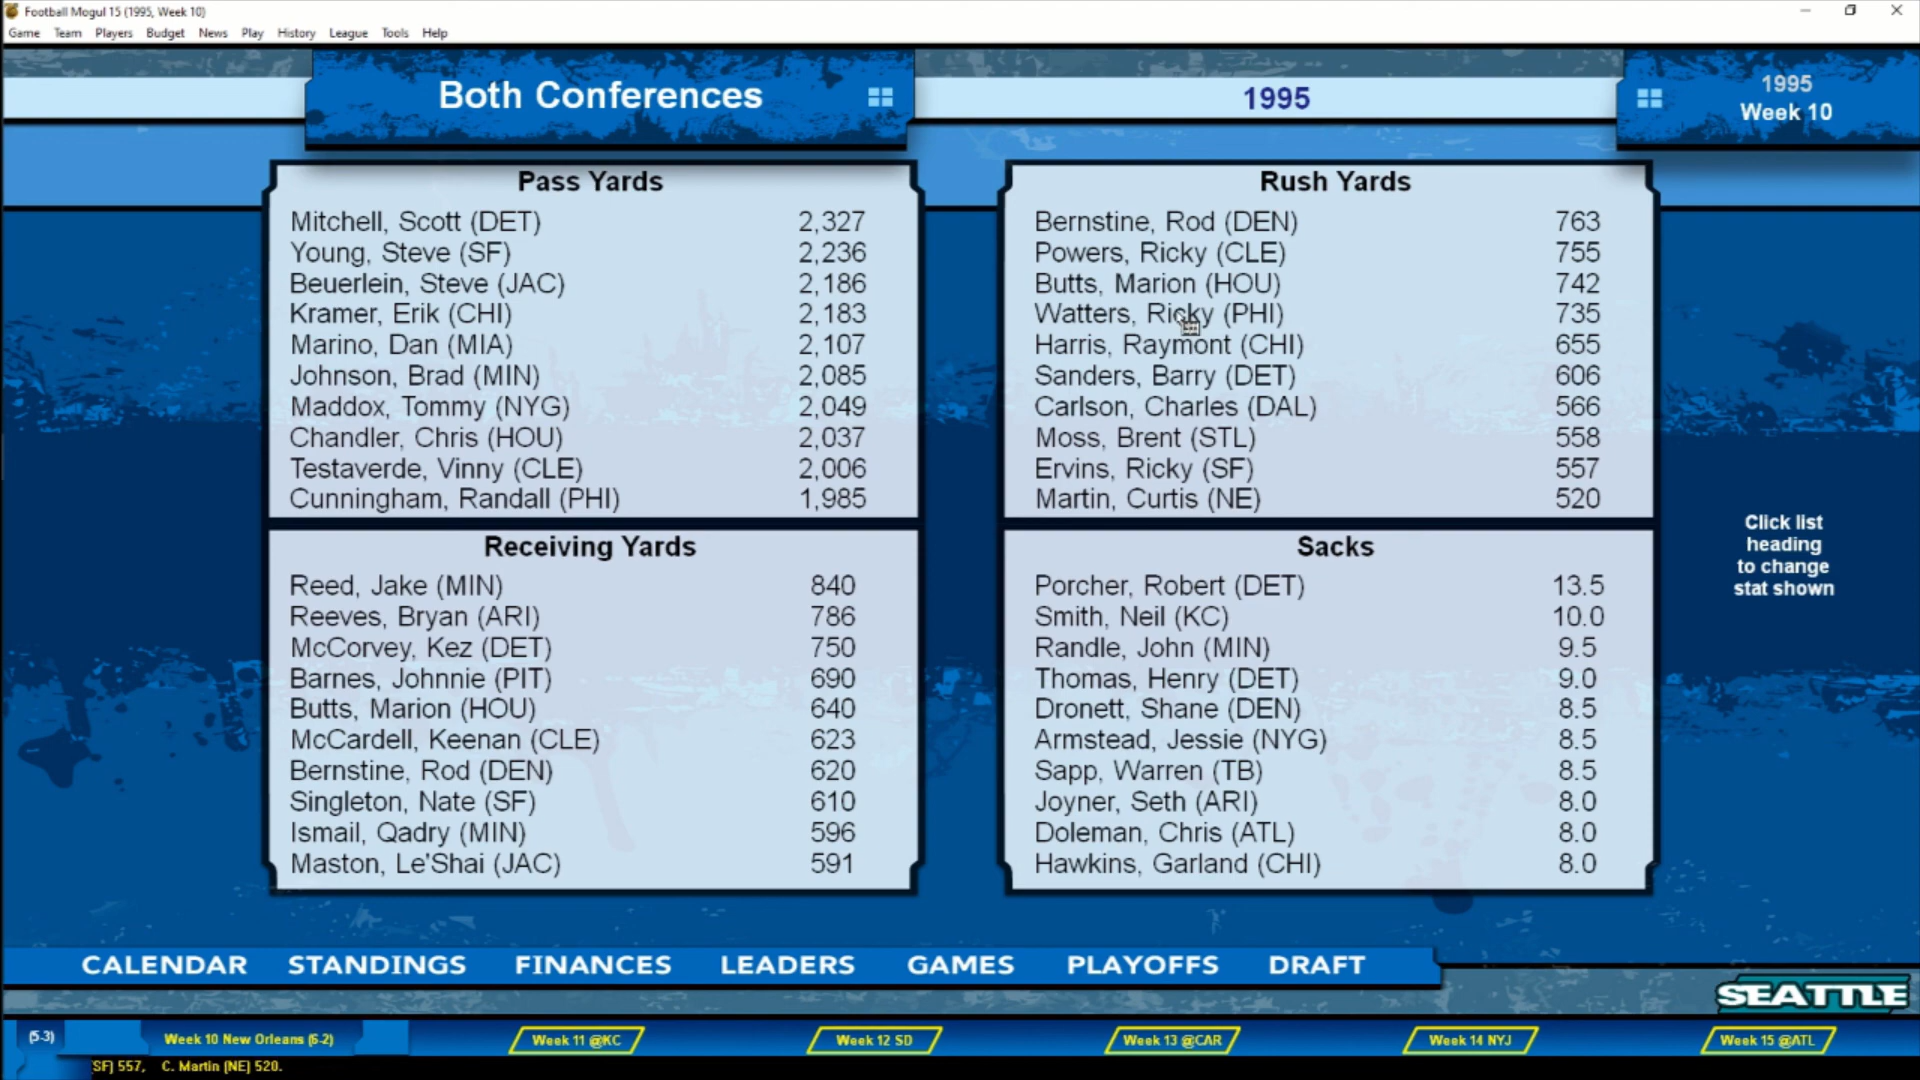 Football Mogul 15 (1995, Week 10)
Game Team Players Budget News Play History League Tools Help
Both Conferences
1995
1995
Week 10
Pass Yards
Mitchell, Scott (DET) 2,327
Young, Steve (SF) 2,236
Beuerlein, Steve (JAC) 2,186
Kramer, Erik (CHI) 2,183
Marino, Dan (MIA) 2,107
Johnson, Brad (MIN) 2,085
Maddox, Tommy (NYG) 2,049
Chandler, Chris (HOU) 2,037
Testaverde, Vinny (CLE) 2,006
Cunningham, Randall (PHI) 1,985
Rush Yards
Bernstine, Rod (DEN) 763
Powers, Ricky (CLE) 755
Butts, Marion (HOU) 742
Watters, Ricky (PHI) 735
Harris, Raymont (CHI) 655
Sanders, Barry (DET) 606
Carlson, Charles (DAL) 566
Moss, Brent (STL) 558
Ervins, Ricky (SF) 557
Martin, Curtis (NE) 520
Receiving Yards
Reed, Jake (MIN) 840
Reeves, Bryan (ARI) 786
McCorvey, Kez (DET) 750
Barnes, Johnnie (PIT) 690
Butts, Marion (HOU) 640
McCardell, Keenan (CLE) 623
Bernstine, Rod (DEN) 620
Singleton, Nate (SF) 610
Ismail, Qadry (MIN) 596
Maston, Le'Shai (JAC) 591
Sacks
Porcher, Robert (DET) 13.5
Smith, Neil (KC) 10.0
Randle, John (MIN) 9.5
Thomas, Henry (DET) 9.0
Dronett, Shane (DEN) 8.5
Armstead, Jessie (NYG) 8.5
Sapp, Warren (TB) 8.5
Joyner, Seth (ARI) 8.0
Doleman, Chris (ATL) 8.0
Hawkins, Garland (CHI) 8.0
Click list
heading
to change
stat shown
CALENDAR STANDINGS FINANCES LEADERS GAMES PLAYOFFS DRAFT
SEATTLE
(5-3) Week 10 New Orleans (6-2) Week 11 @KC Week 12 SD Week 13 @CAR Week 14 NYJ Week 15 @ATL
(SF) 557, C. Martin (NE) 520.